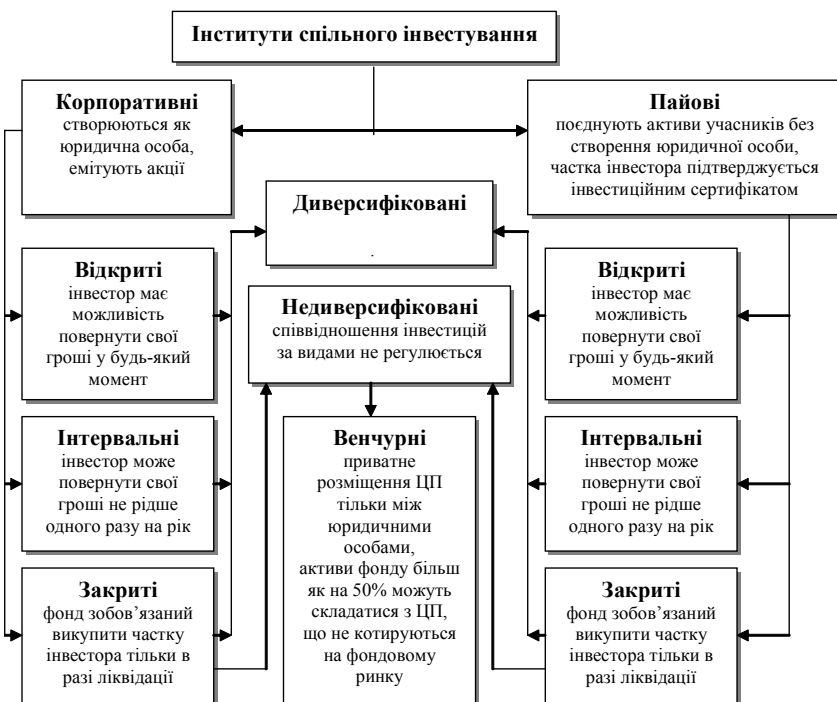 Інститути спільного інвестування
Корпоративні
створюються як
юридична особа,
емітують акції
Пайові
поєднують активи учасників без
створення юридичної особи,
частка інвестора підтверджується
інвестиційним сертифікатом
Диверсифіковані
.
Відкриті
інвестор має
можливість
повернути свої
гроші у будь-який
момент
Недиверсифіковані
співвідношення інвестицій
за видами не регулюється
Відкриті
інвестор має
можливість
повернути свої
гроші у будь-який
момент
Інтервальні
інвестор може
повернути свої
гроші не рідше
одного разу на рік
Венчурні
приватне
розміщення ЦП
тільки між
юридичними
особами,
активи фонду більш
як на 50% можуть
складатися з ЦП,
що не котируються
на фондовому
ринку
Інтервальні
інвестор може
повернути свої
гроші не рідше
одного разу на рік
Закриті
фонд зобов’язаний
викупити частку
інвестора тільки в
разі ліквідації
Закриті
фонд зобов’язаний
викупити частку
інвестора тільки в
разі ліквідації